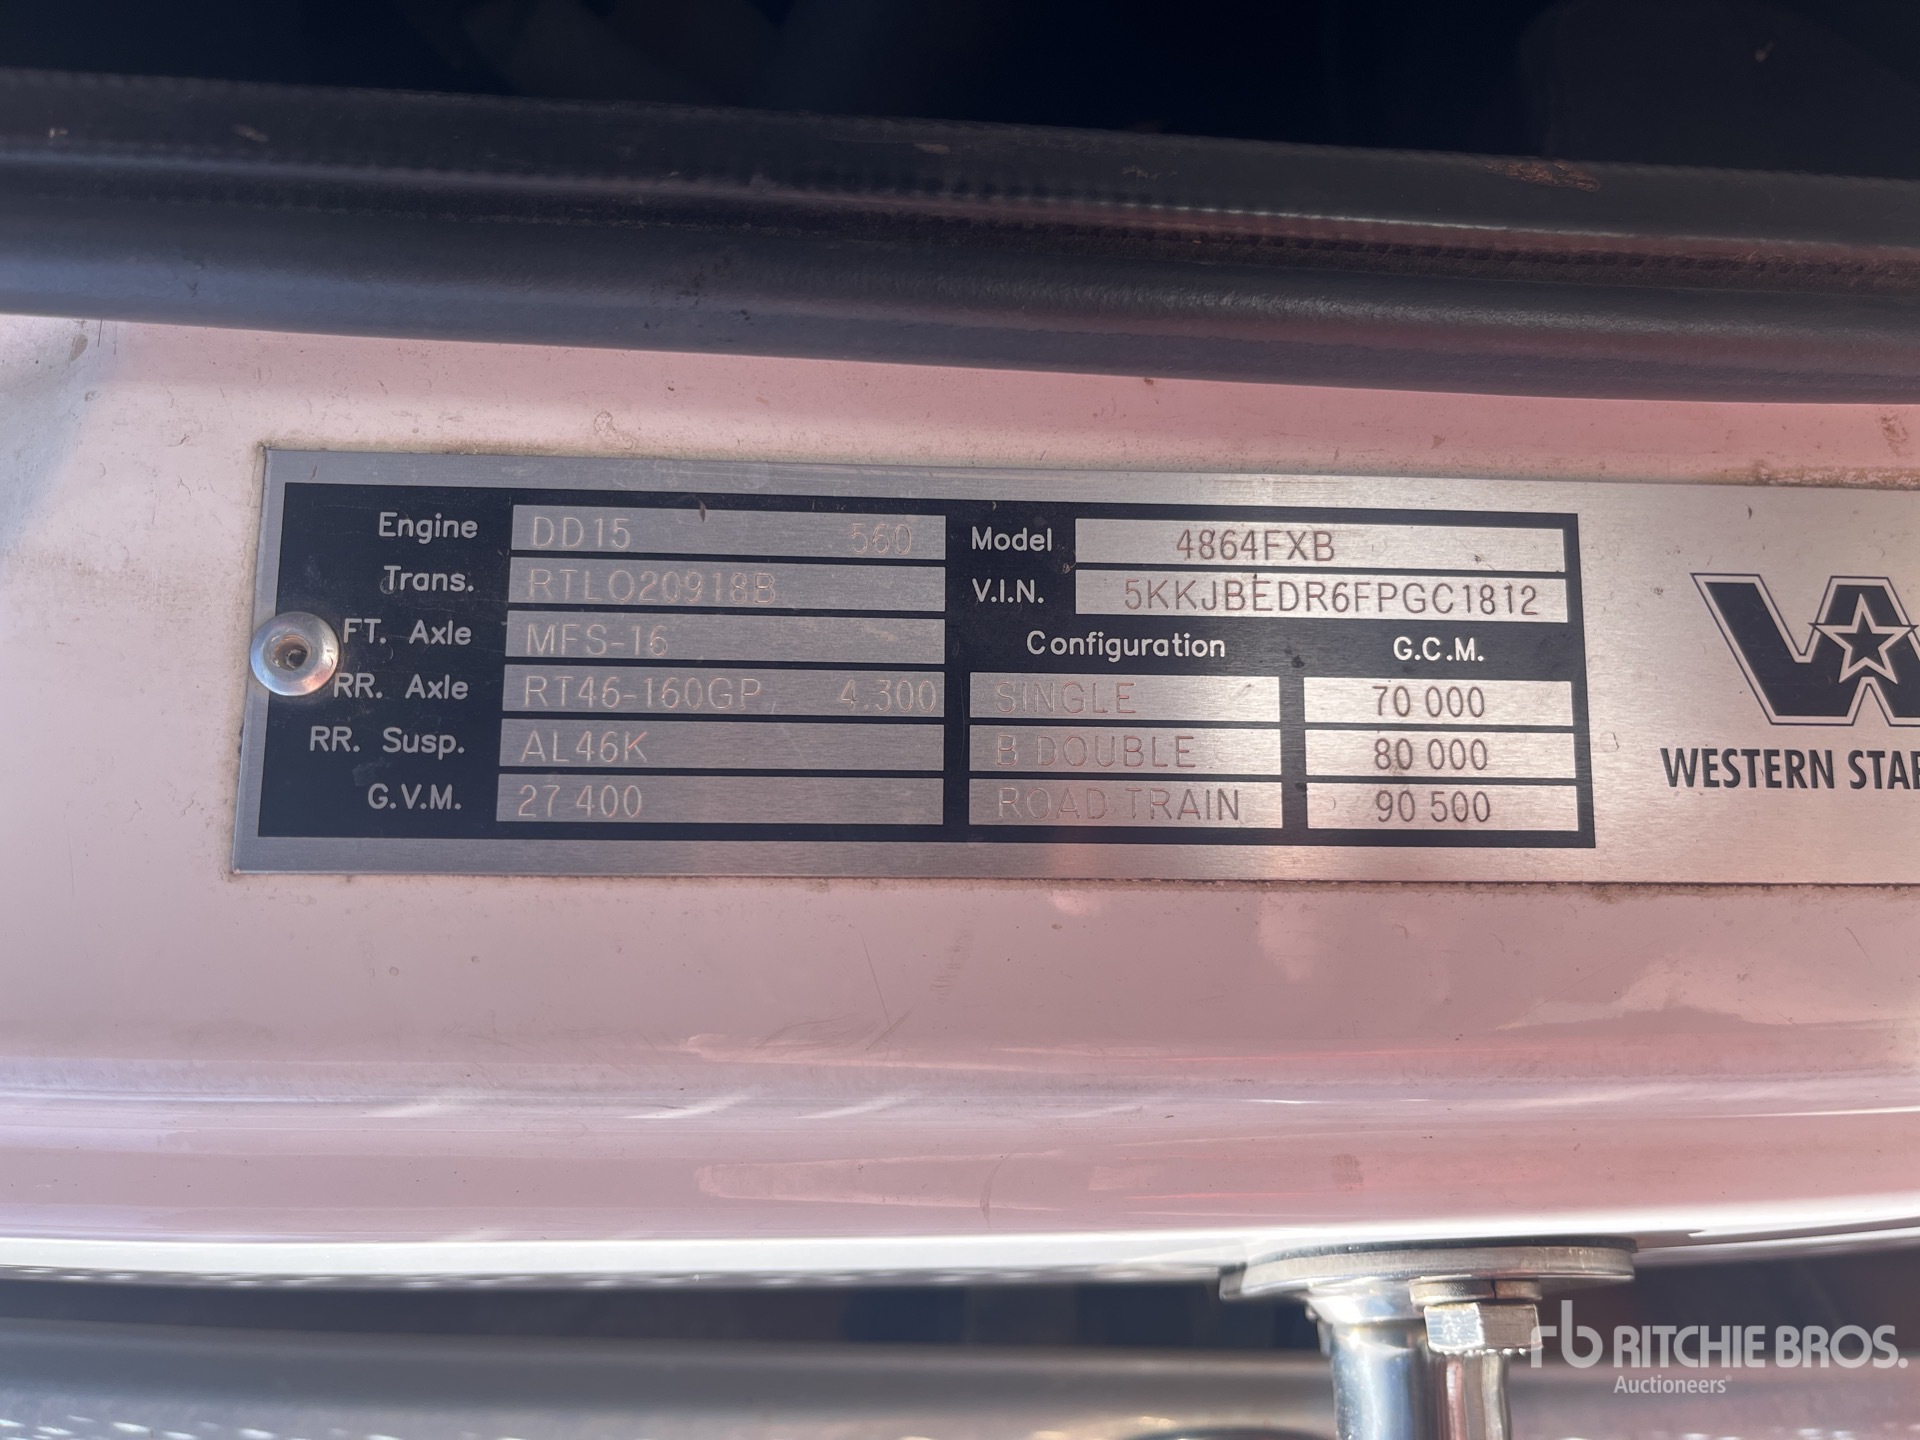 Engine DD15 560
Trans. RTLO20918B
FT. Axle MFS-16
RR. Axle RT46-160GP 4.300
RR. Susp. AL46K
G.V.M. 27 400
Model 4864FXB
V.I.N. 5KKJBEDR6FPGC1812
Configuration G.C.M.
SINGLE 70 000
B DOUBLE 80 000
ROAD TRAIN 90 500
WESTERN STAR
rb RITCHIE BROS.
Auctioneers